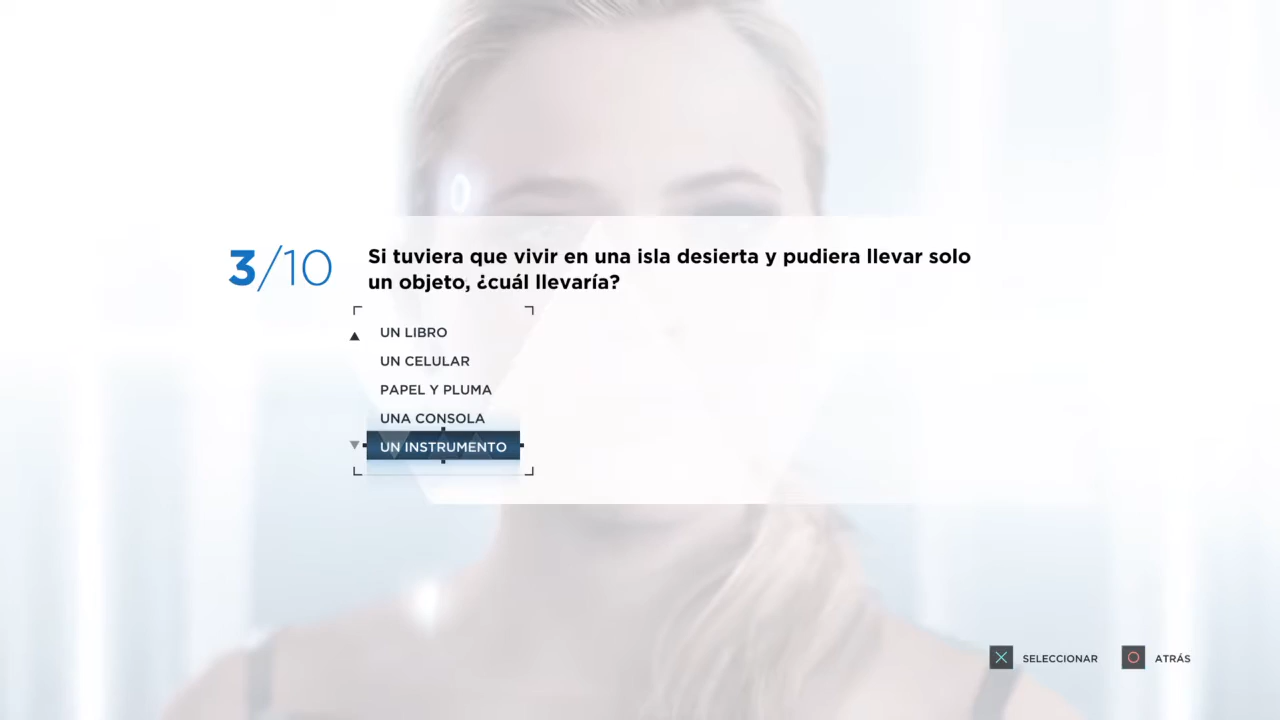 3/10
Si tuviera que vivir en una isla desierta y pudiera llevar solo
un objeto, ¿cuál llevaría?
UN LIBRO
UN CELULAR
PAPEL Y PLUMA
UNA CONSOLA
UN INSTRUMENTO
SELECCIONAR
ATRÁS